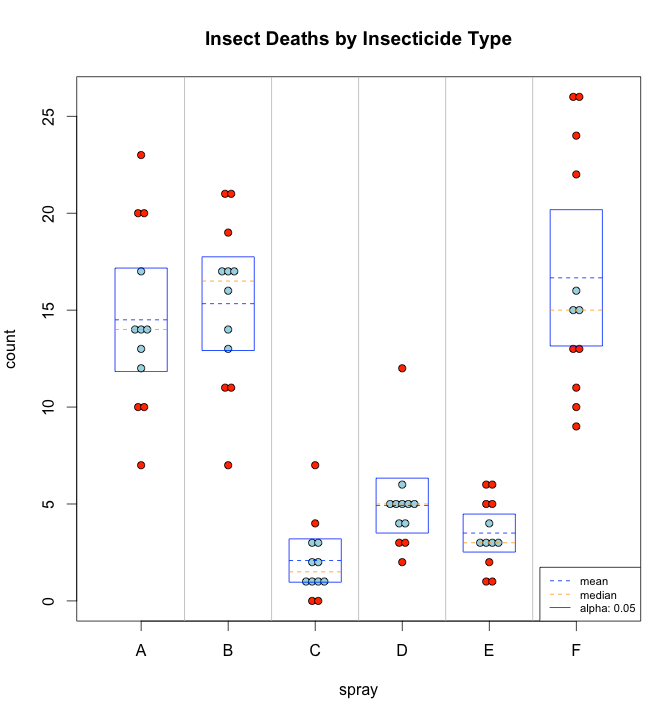 Insect Deaths by Insecticide Type
25
20
15
10
5
0
count
A B C D E F
spray
mean
median
alpha: 0.05